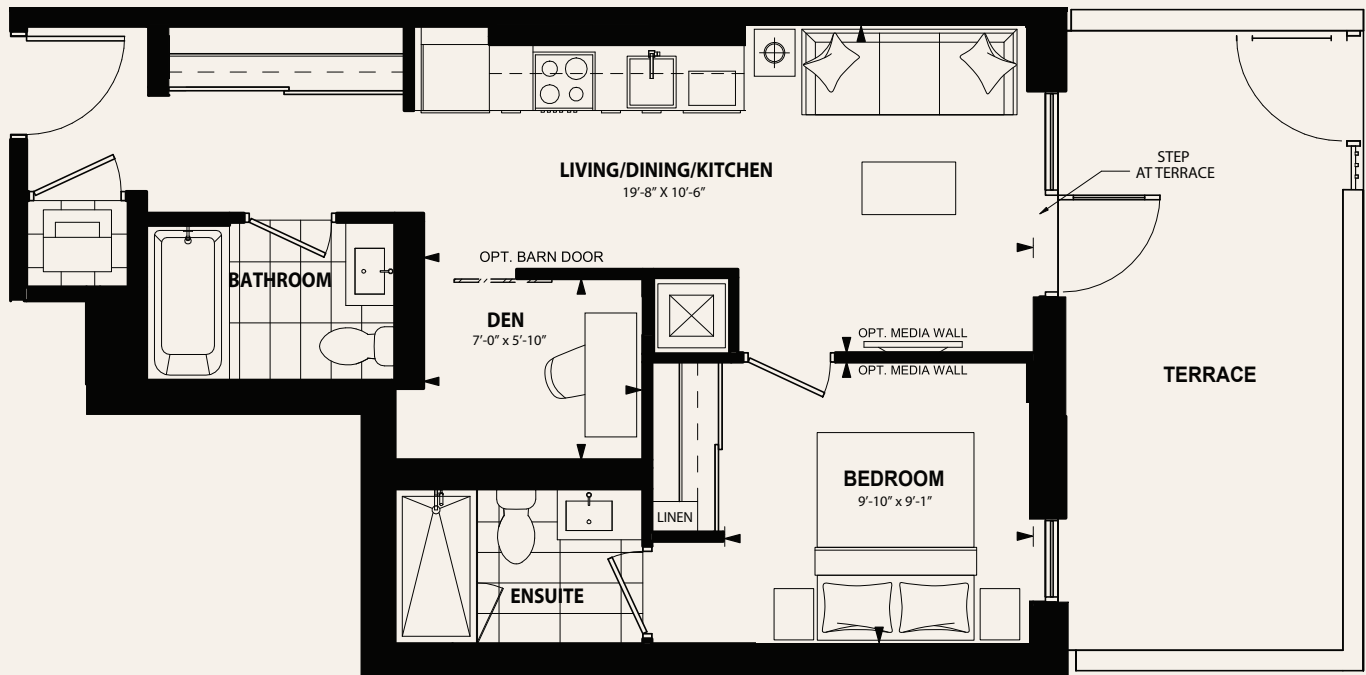 LIVING/DINING/KITCHEN
19'-8" X 10'-6"
STEP
AT TERRACE
OPT. BARN DOOR
BATHROOM
DEN
7'-0" x 5'-10"
OPT. MEDIA WALL
OPT. MEDIA WALL
TERRACE
BEDROOM
9'-10" x 9'-1"
LINEN
ENSUITE